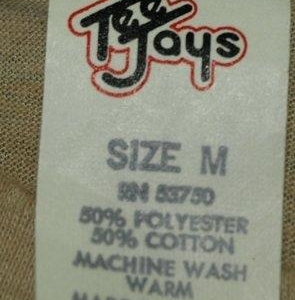 Tee
Jays
SIZE M
RN 53750
50% POLYESTER
50% COTTON
MACHINE WASH
WARM